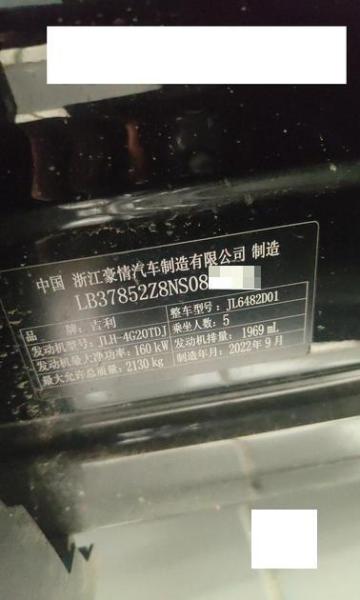 中国 浙江豪情汽车制造有限公司 制造
LB37852Z8NS08
品 牌：吉利 整车型号：JL6482D01
发动机型号：JLH-4G20TDJ 乘坐人数：5
发动机最大净功率：160 kW 发动机排量：1969 mL
最大允许总质量：2130 kg 制造年月：2022年9月